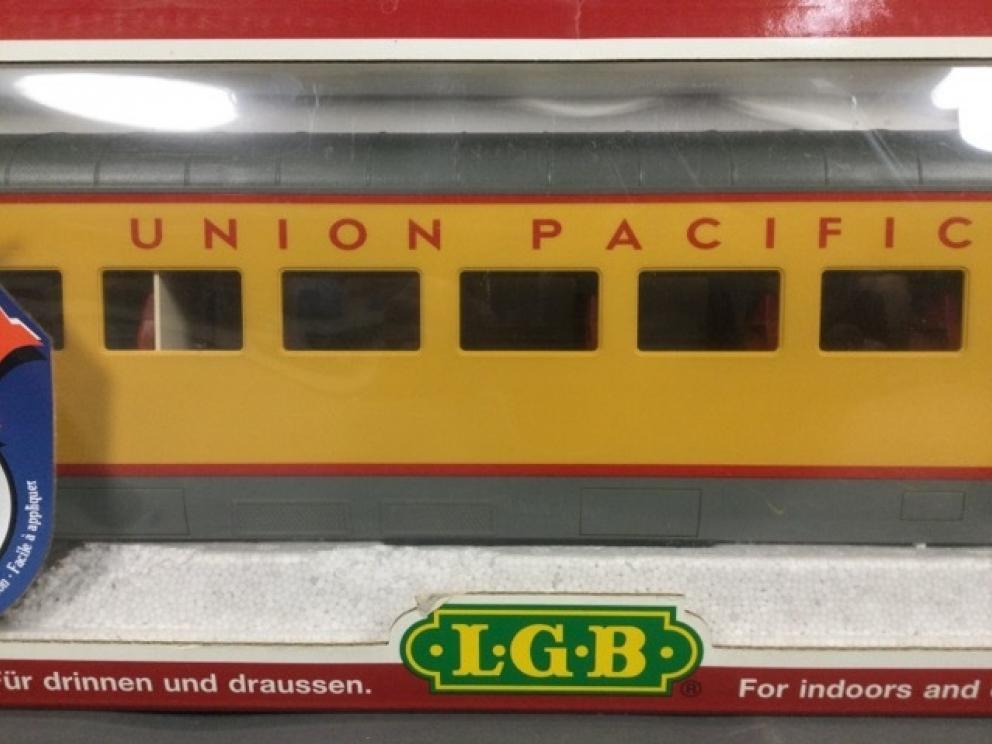 UNION PACIFIC
Facile à appliquer
L·G·B ®
Für drinnen und draussen.
For indoors and